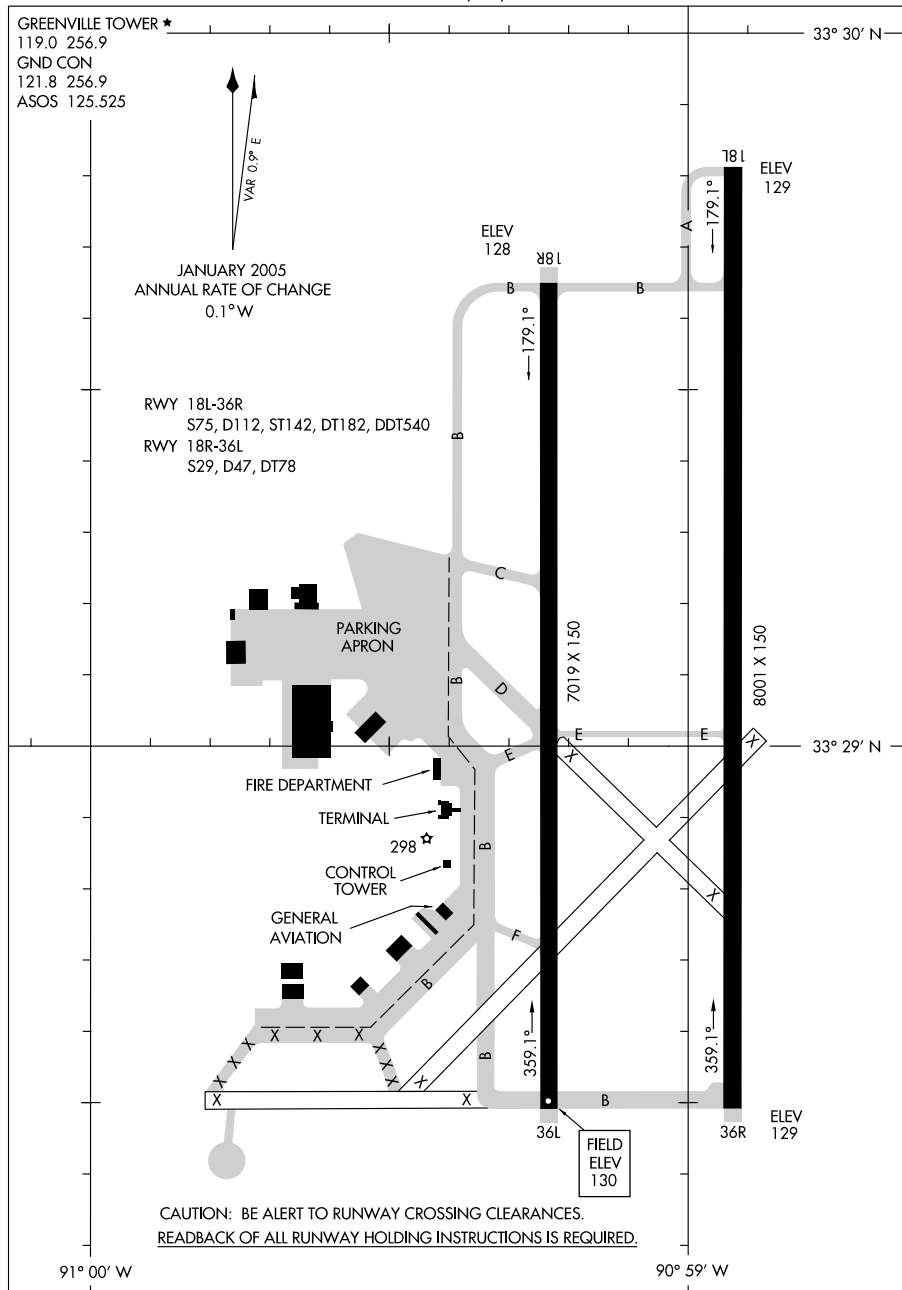 GREENVILLE TOWER ★
119.0 256.9
GND CON
121.8 256.9
ASOS 125.525
33° 30' N
VAR 0.9° E
JANUARY 2005
ANNUAL RATE OF CHANGE
0.1° W
18L
ELEV
129
179.1°
A
ELEV
128
18R
B
B
179.1°
RWY 18L-36R
S75, D112, ST142, DT182, DDT540
RWY 18R-36L
S29, D47, DT78
B
C
PARKING
APRON
7019 X 150
8001 X 150
B
D
E
E
E
X
X
33° 29' N
FIRE DEPARTMENT
TERMINAL
298
B
CONTROL
TOWER
GENERAL
AVIATION
X
F
B
359.1°
359.1°
X
X
X
X
X
X
X
X
X
B
X
X
X
X
B
36L
36R
ELEV
129
FIELD
ELEV
130
CAUTION: BE ALERT TO RUNWAY CROSSING CLEARANCES.
READBACK OF ALL RUNWAY HOLDING INSTRUCTIONS IS REQUIRED.
91° 00' W
90° 59' W